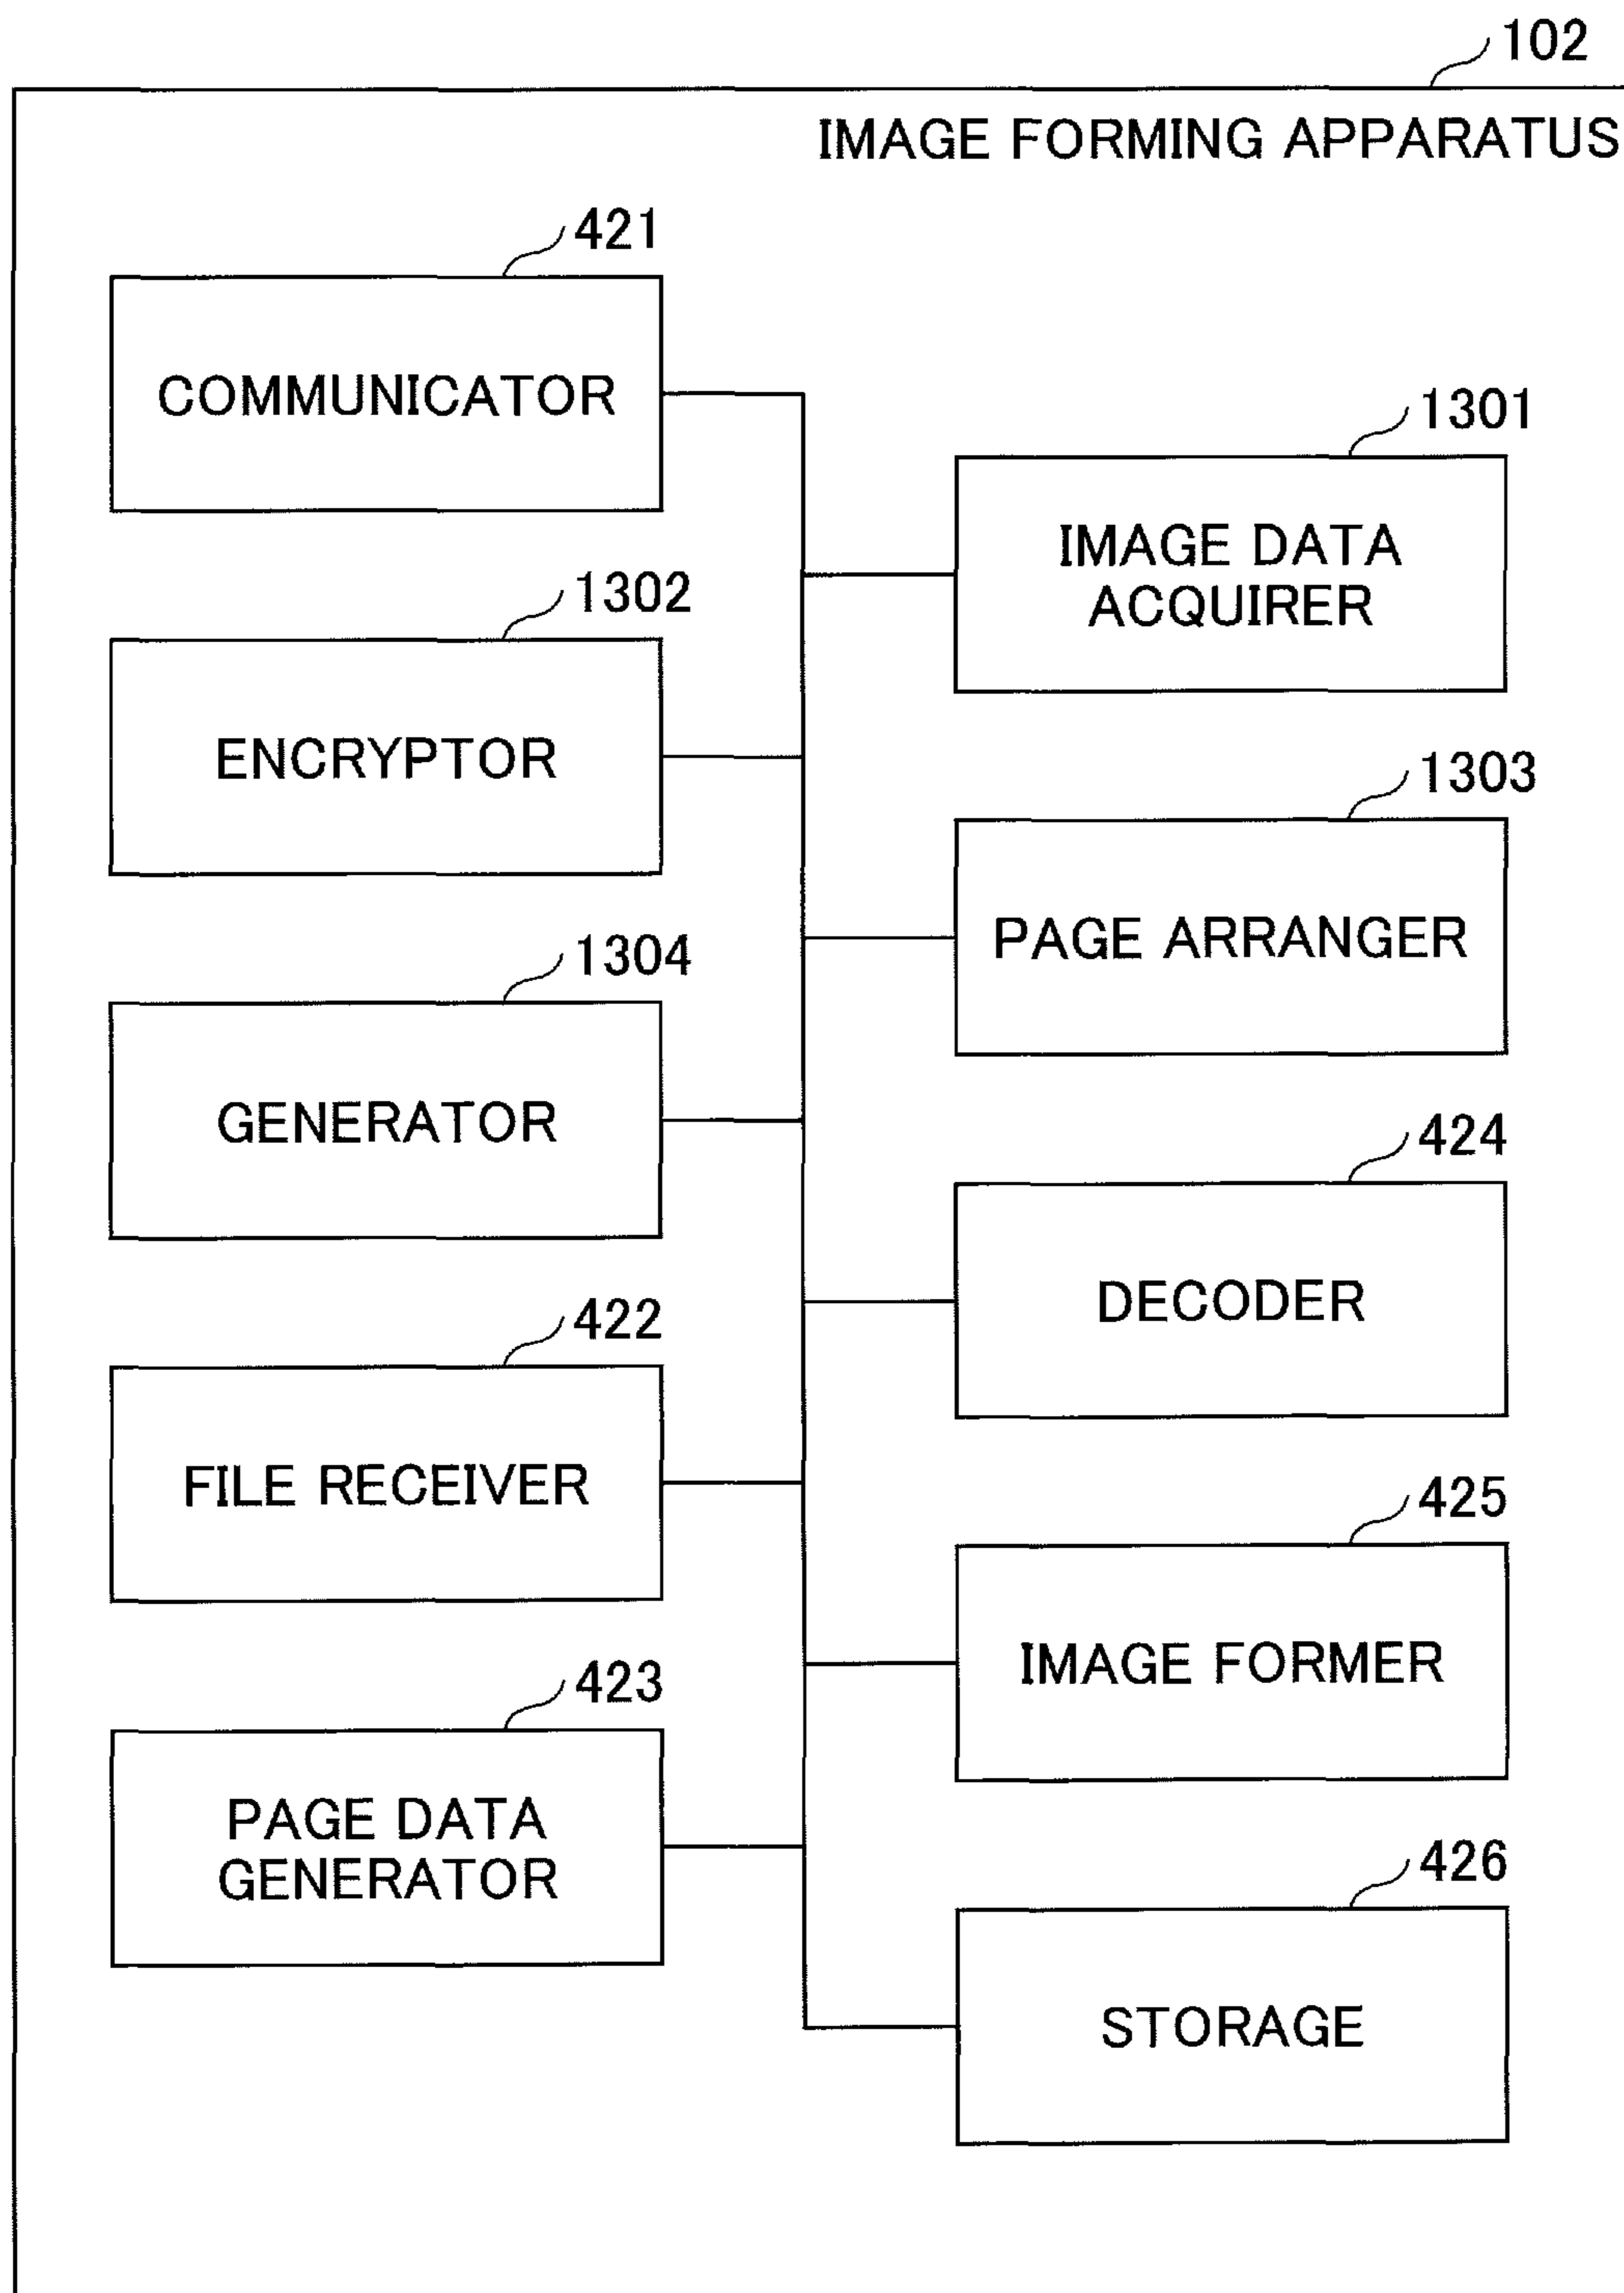 102
IMAGE FORMING APPARATUS
421
COMMUNICATOR
1301
IMAGE DATA
ACQUIRER
1302
ENCRYPTOR
1303
PAGE ARRANGER
1304
GENERATOR
424
DECODER
422
FILE RECEIVER
425
IMAGE FORMER
423
PAGE DATA
GENERATOR
426
STORAGE